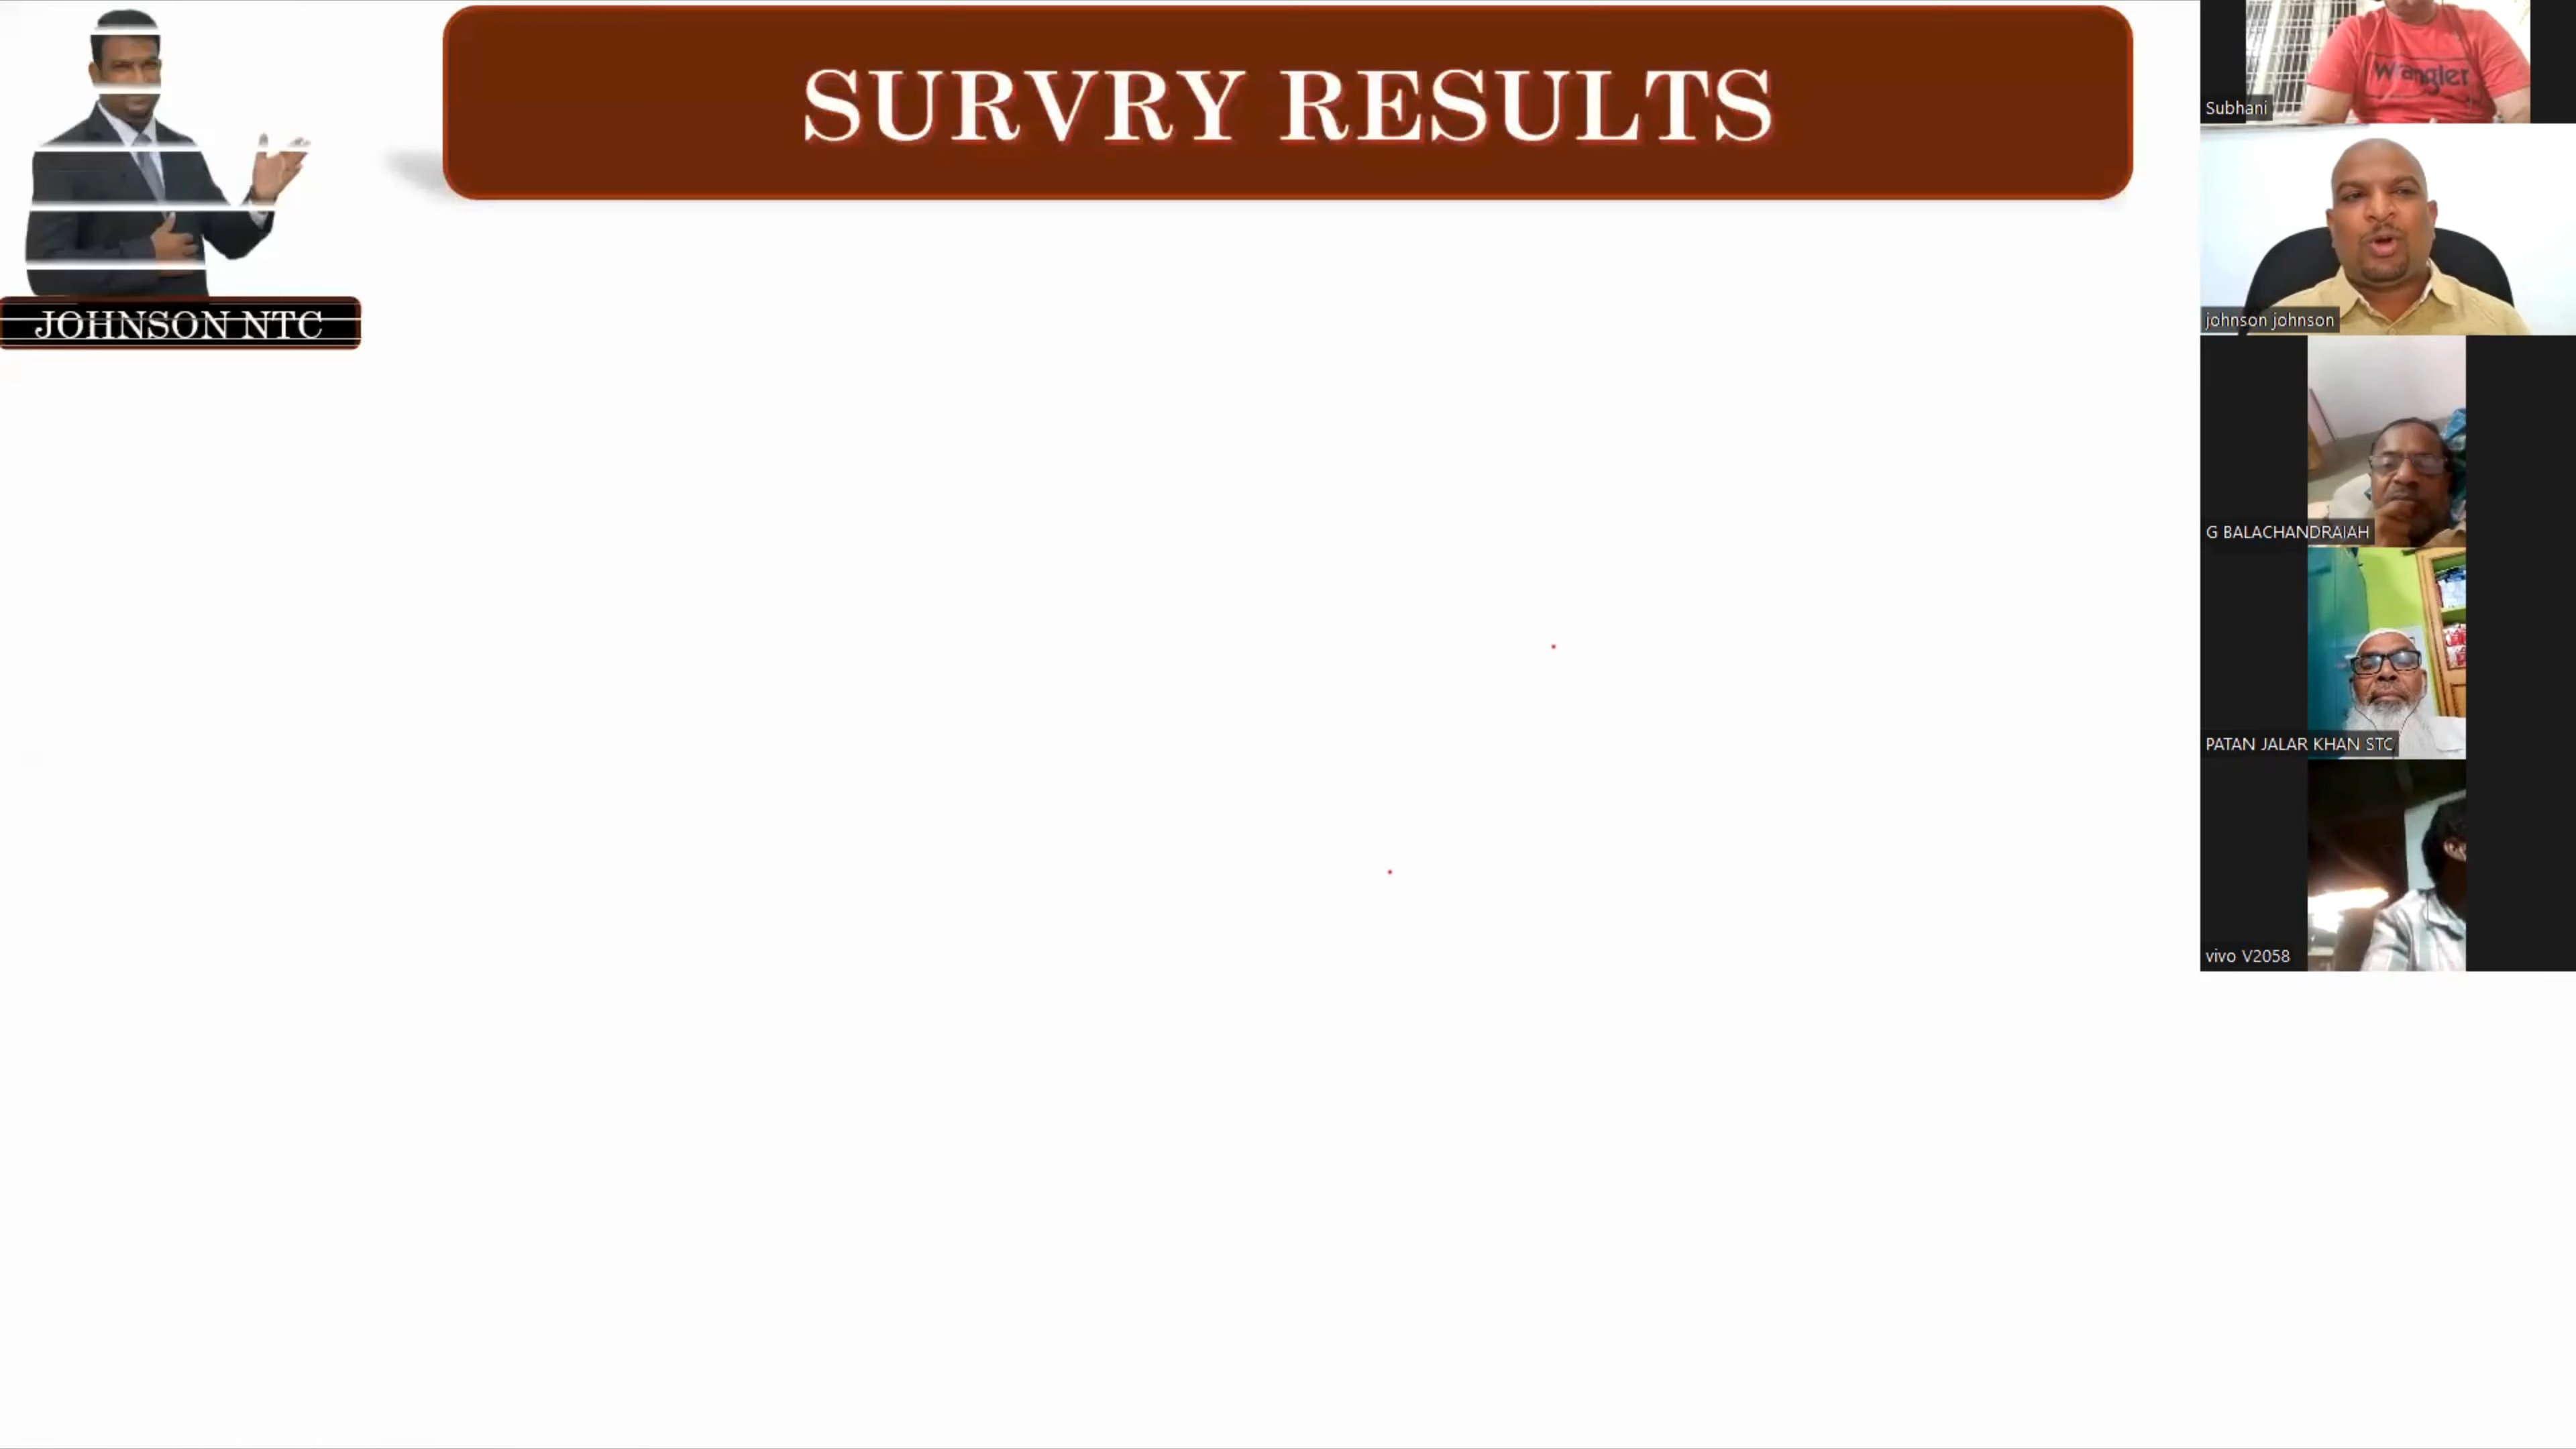 SURVRY RESULTS
JOHNSON NTC
wrangler
Subhani
johnson johnson
G BALACHANDRAIAH
PATAN JALAR KHAN STC
vivo V2058